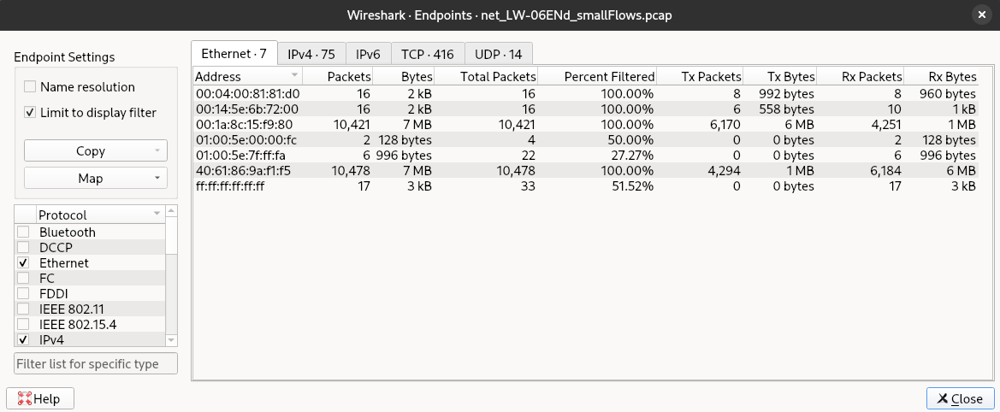 Wireshark · Endpoints · net_LW-06ENd_smallFlows.pcap
Endpoint Settings
Name resolution
Limit to display filter
Copy
Map
Protocol
Bluetooth
DCCP
Ethernet
FC
FDDI
IEEE 802.11
IEEE 802.15.4
IPv4
Filter list for specific type
Ethernet · 7 IPv4 · 75 IPv6 TCP · 416 UDP · 14
Address Packets Bytes Total Packets Percent Filtered Tx Packets Tx Bytes Rx Packets Rx Bytes
00:04:00:81:81:d0 16 2 kB 16 100.00% 8 992 bytes 8 960 bytes
00:14:5e:6b:72:00 16 2 kB 16 100.00% 6 558 bytes 10 1 kB
00:1a:8c:15:f9:80 10,421 7 MB 10,421 100.00% 6,170 6 MB 4,251 1 MB
01:00:5e:00:00:fc 2 128 bytes 4 50.00% 0 0 bytes 2 128 bytes
01:00:5e:7f:ff:fa 6 996 bytes 22 27.27% 0 0 bytes 6 996 bytes
40:61:86:9a:f1:f5 10,478 7 MB 10,478 100.00% 4,294 1 MB 6,184 6 MB
ff:ff:ff:ff:ff:ff 17 3 kB 33 51.52% 0 0 bytes 17 3 kB
Help
Close